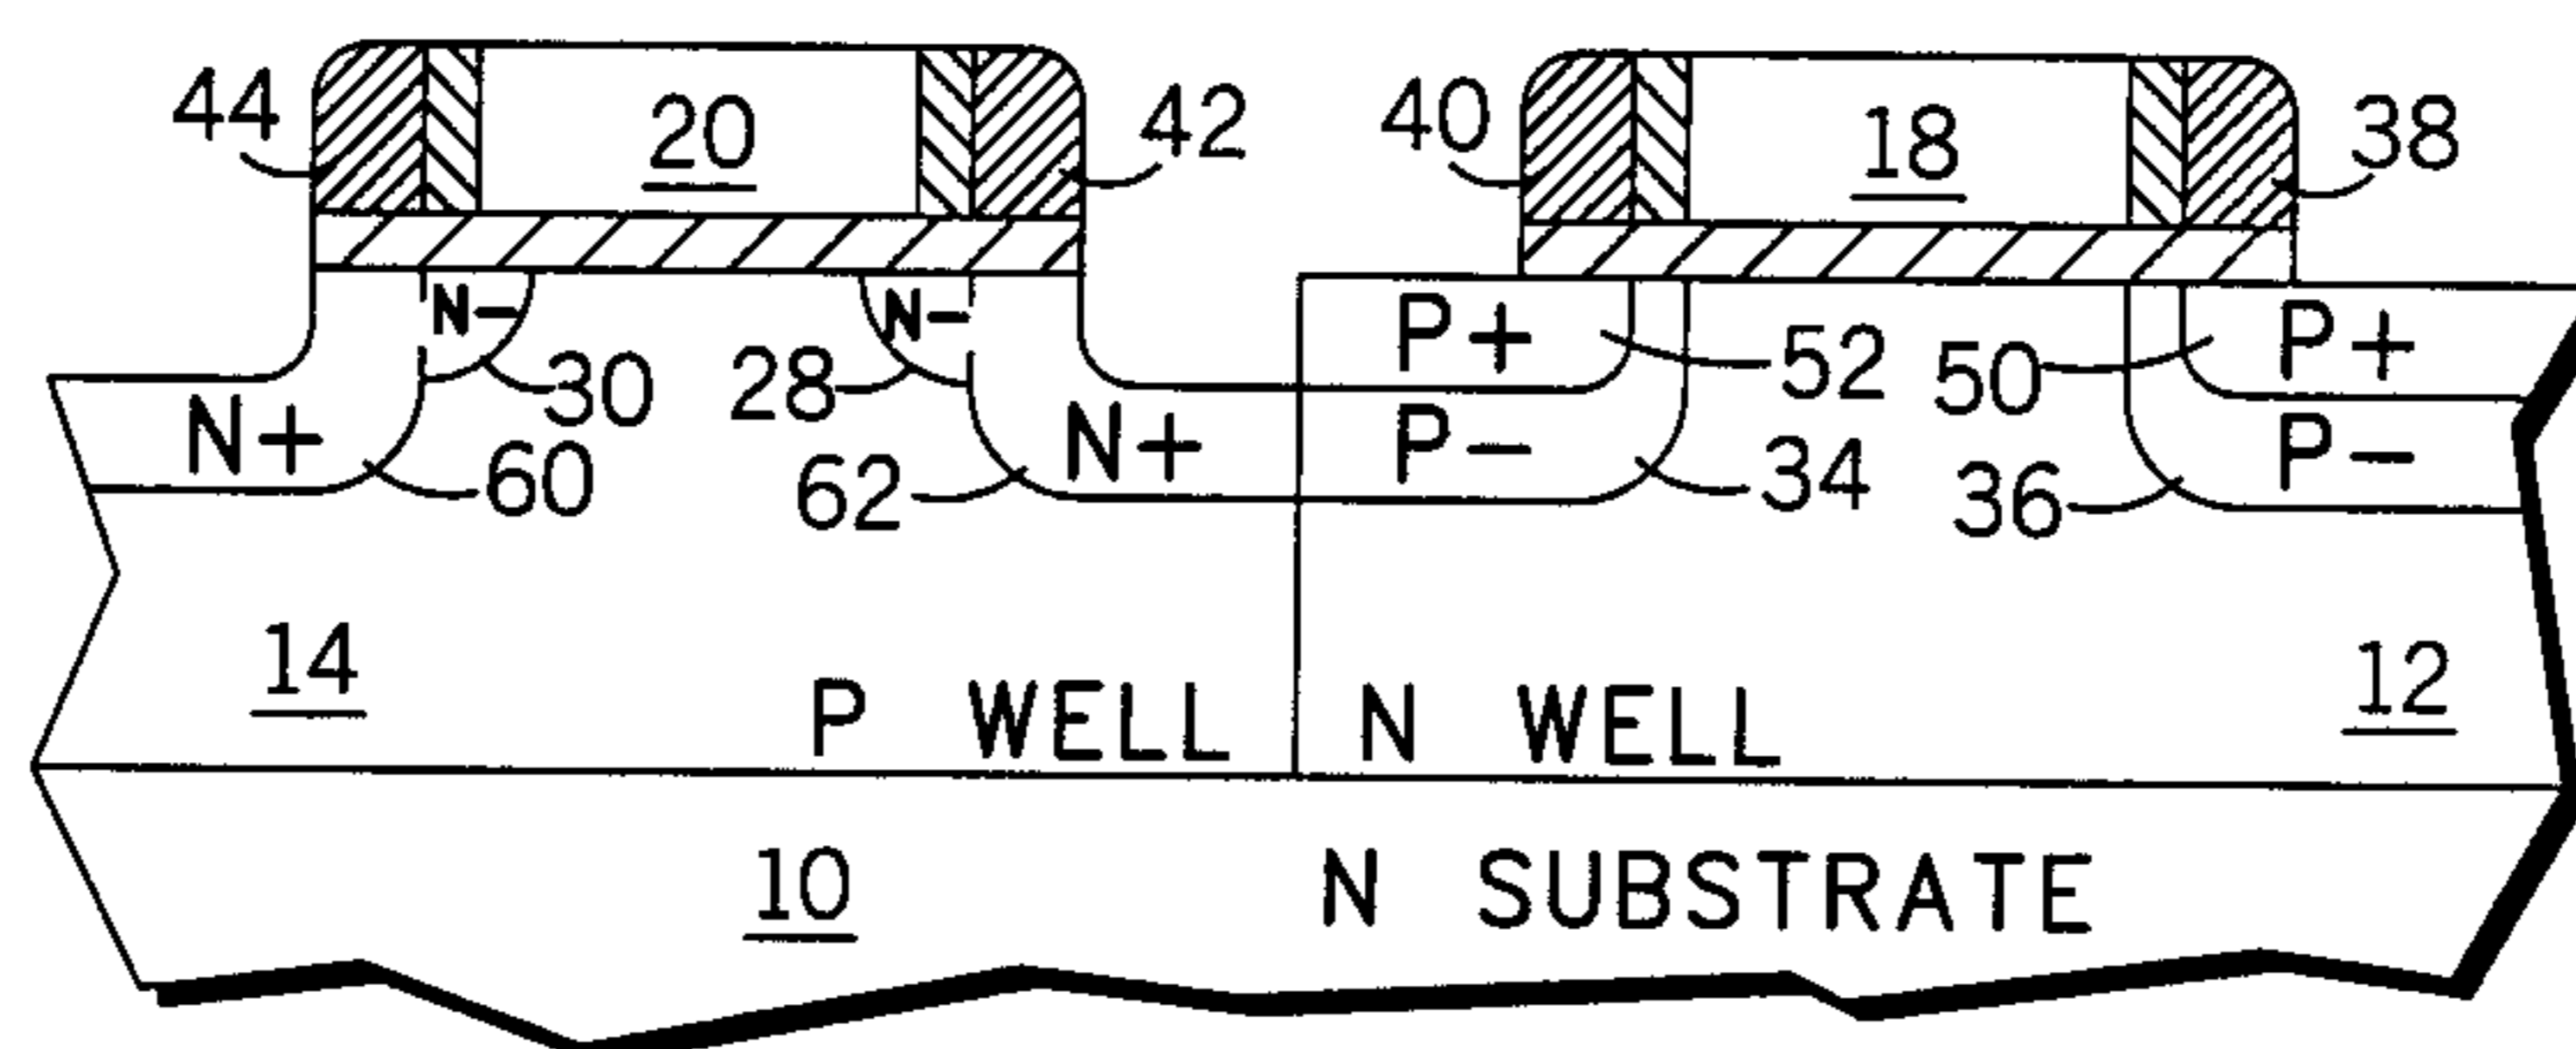 44 20 42 40 18 38
N- N- P+ P+
30 28 52 50
N+ N+ P- P-
60 62 34 36
14 12
P WELL N WELL
10 N SUBSTRATE